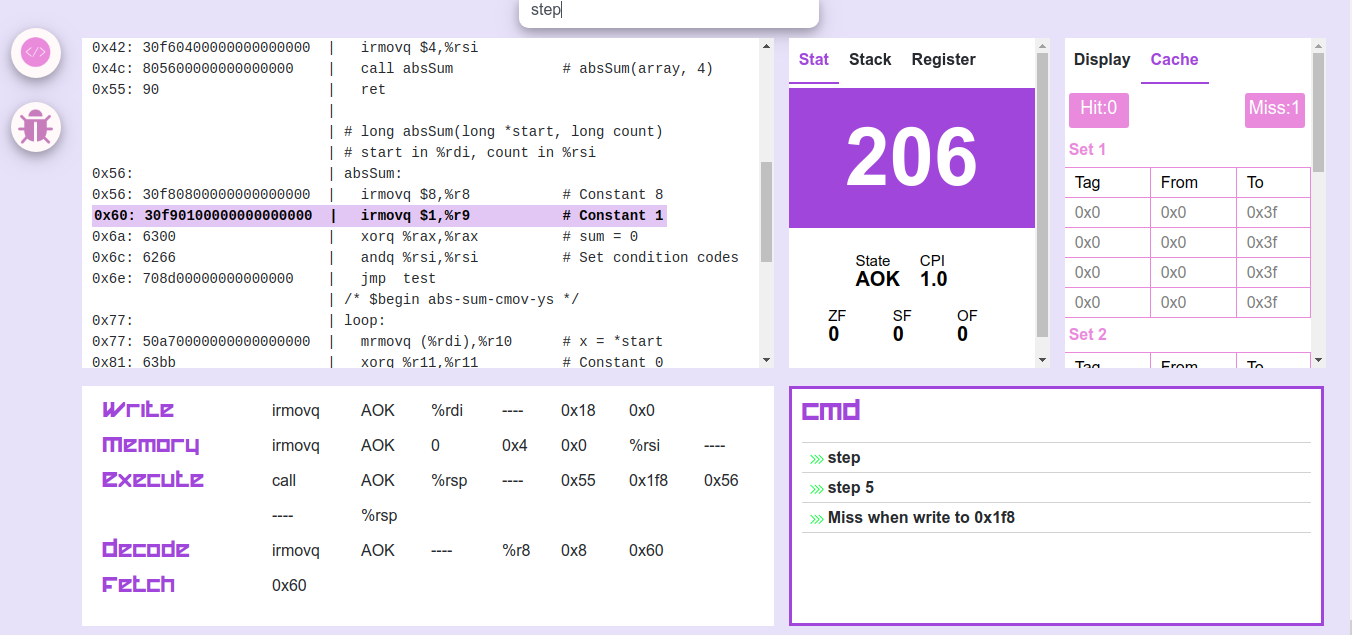 step
</>
0x42: 30f60400000000000000  |   irmovq $4,%rsi
0x4c: 805600000000000000    |   call absSum             # absSum(array, 4)
0x55: 90                    |   ret
                            |
                            | # long absSum(long *start, long count)
                            | # start in %rdi, count in %rsi
0x56:                       | absSum:
0x56: 30f80800000000000000  |   irmovq $8,%r8           # Constant 8
0x60: 30f90100000000000000  |   irmovq $1,%r9           # Constant 1
0x6a: 6300                  |   xorq %rax,%rax          # sum = 0
0x6c: 6266                  |   andq %rsi,%rsi          # Set condition codes
0x6e: 708d00000000000000    |   jmp  test
                            | /* $begin abs-sum-cmov-ys */
0x77:                       | loop:
0x77: 50a70000000000000000  |   mrmovq (%rdi),%r10      # x = *start
0x81: 63bb                  |   xorq %r11,%r11          # Constant 0
Stat Stack Register
206
State CPI
AOK 1.0
ZF SF OF
0 0 0
Display Cache
Hit:0 Miss:1
Set 1
Tag From To
0x0 0x0 0x3f
0x0 0x0 0x3f
0x0 0x0 0x3f
0x0 0x0 0x3f
Set 2
Tag From To
Write irmovq AOK %rdi ---- 0x18 0x0
Memory irmovq AOK 0 0x4 0x0 %rsi ----
Execute call AOK %rsp ---- 0x55 0x1f8 0x56
---- %rsp
decode irmovq AOK ---- %r8 0x8 0x60
Fetch 0x60
cmd
>>> step
>>> step 5
>>> Miss when write to 0x1f8